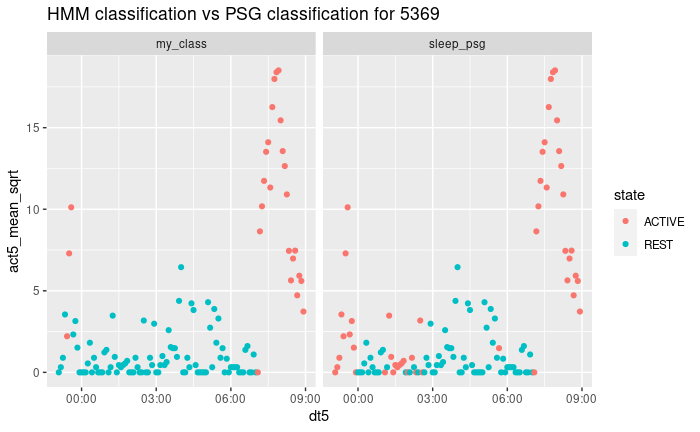 HMM classification vs PSG classification for 5369
my_class
sleep_psg
15
10
5
0
act5_mean_sqrt
00:00
03:00
06:00
09:00
00:00
03:00
06:00
09:00
dt5
state
ACTIVE
REST